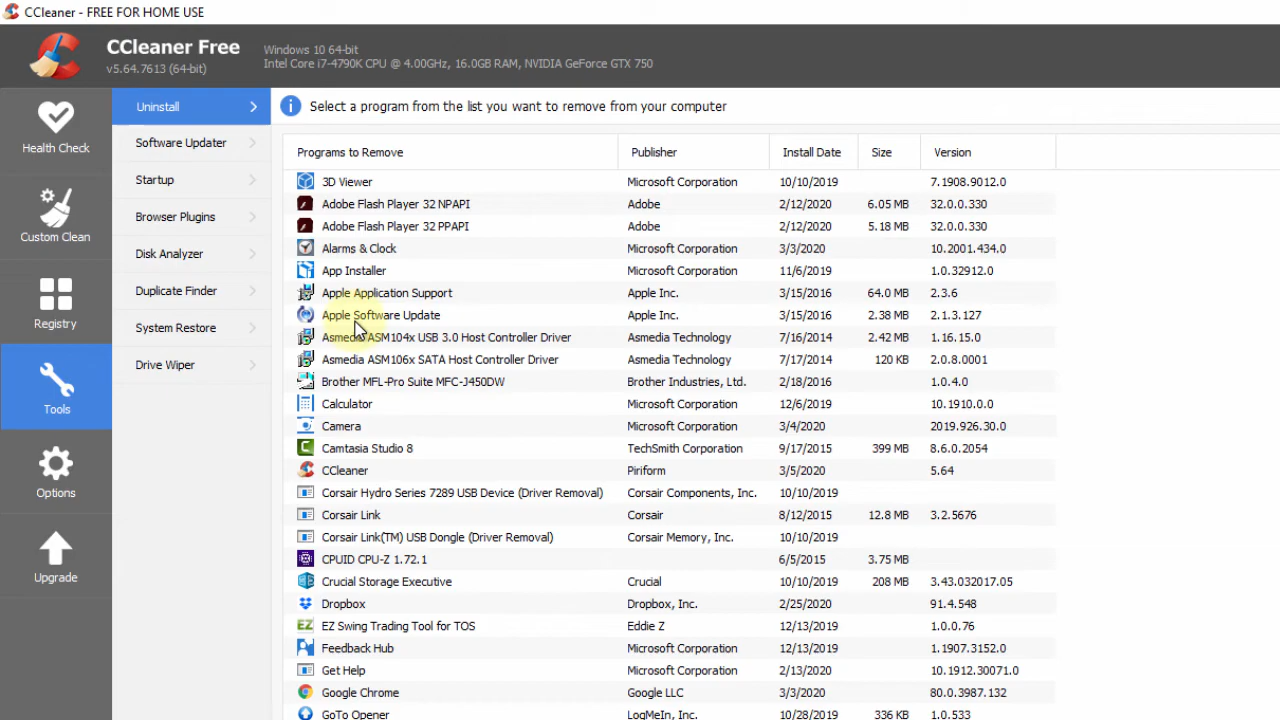 CCleaner - FREE FOR HOME USE
CCleaner Free
v5.64.7613 (64-bit)
Windows 10 64-bit
Intel Core i7-4790K CPU @ 4.00GHz, 16.0GB RAM, NVIDIA GeForce GTX 750
Health Check
Custom Clean
Registry
Tools
Options
Upgrade
Uninstall
Software Updater
Startup
Browser Plugins
Disk Analyzer
Duplicate Finder
System Restore
Drive Wiper
Select a program from the list you want to remove from your computer
Programs to Remove Publisher Install Date Size Version
3D Viewer Microsoft Corporation 10/10/2019 7.1908.9012.0
Adobe Flash Player 32 NPAPI Adobe 2/12/2020 6.05 MB 32.0.0.330
Adobe Flash Player 32 PPAPI Adobe 2/12/2020 5.18 MB 32.0.0.330
Alarms & Clock Microsoft Corporation 3/3/2020 10.2001.434.0
App Installer Microsoft Corporation 11/6/2019 1.0.32912.0
Apple Application Support Apple Inc. 3/15/2016 64.0 MB 2.3.6
Apple Software Update Apple Inc. 3/15/2016 2.38 MB 2.1.3.127
Asmedia ASM104x USB 3.0 Host Controller Driver Asmedia Technology 7/16/2014 2.42 MB 1.16.15.0
Asmedia ASM106x SATA Host Controller Driver Asmedia Technology 7/17/2014 120 KB 2.0.8.0001
Brother MFL-Pro Suite MFC-J450DW Brother Industries, Ltd. 2/18/2016 1.0.4.0
Calculator Microsoft Corporation 12/6/2019 10.1910.0.0
Camera Microsoft Corporation 3/4/2020 2019.926.30.0
Camtasia Studio 8 TechSmith Corporation 9/17/2015 399 MB 8.6.0.2054
CCleaner Piriform 3/5/2020 5.64
Corsair Hydro Series 7289 USB Device (Driver Removal) Corsair Components, Inc. 10/10/2019
Corsair Link Corsair 8/12/2015 12.8 MB 3.2.5676
Corsair Link(TM) USB Dongle (Driver Removal) Corsair Memory, Inc. 10/10/2019
CPUID CPU-Z 1.72.1 6/5/2015 3.75 MB
Crucial Storage Executive Crucial 10/10/2019 208 MB 3.43.032017.05
Dropbox Dropbox, Inc. 2/25/2020 91.4.548
EZ Swing Trading Tool for TOS Eddie Z 12/13/2019 1.0.0.76
Feedback Hub Microsoft Corporation 12/13/2019 1.1907.3152.0
Get Help Microsoft Corporation 2/13/2020 10.1912.30071.0
Google Chrome Google LLC 3/3/2020 80.0.3987.132
GoTo Opener LogMeIn, Inc. 10/28/2019 336 KB 1.0.533